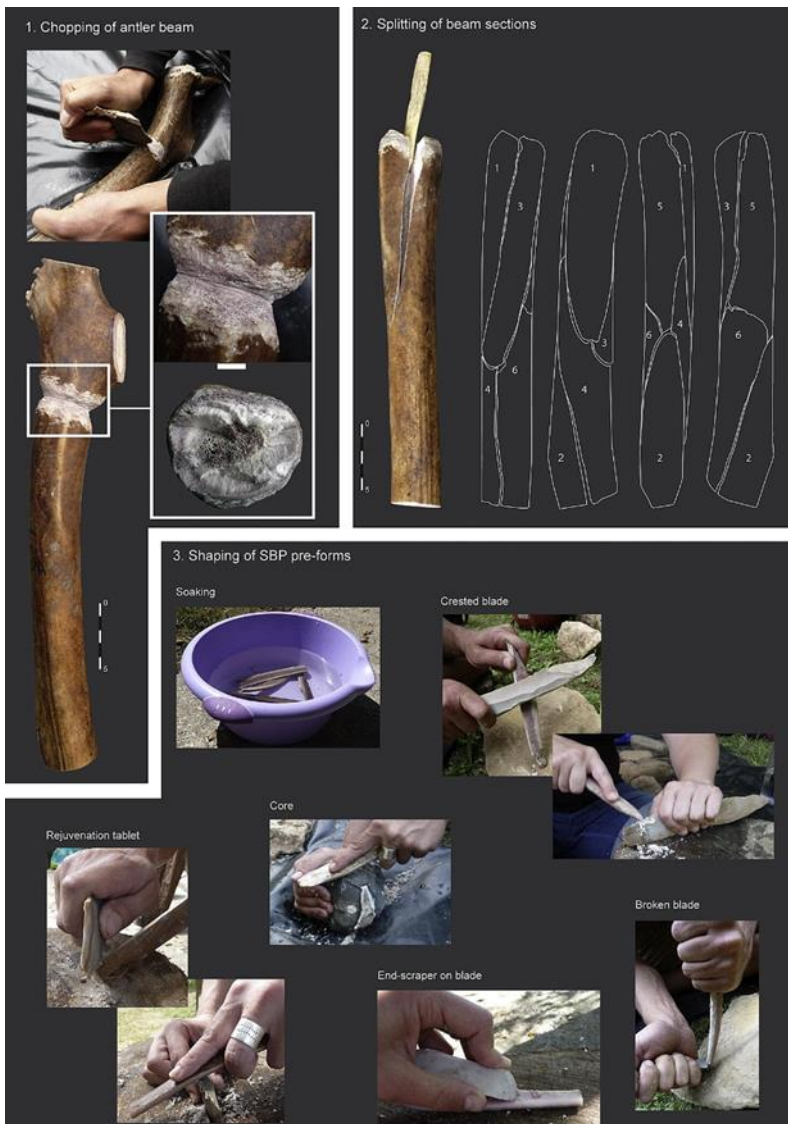 1. Chopping of antler beam
0
5
2. Splitting of beam sections
0
5
1
3
4
6
1
3
4
2
5
1
6
4
2
3
5
6
2
3. Shaping of SBP pre-forms
Soaking
Crested blade
Core
Rejuvenation tablet
Broken blade
End-scraper on blade